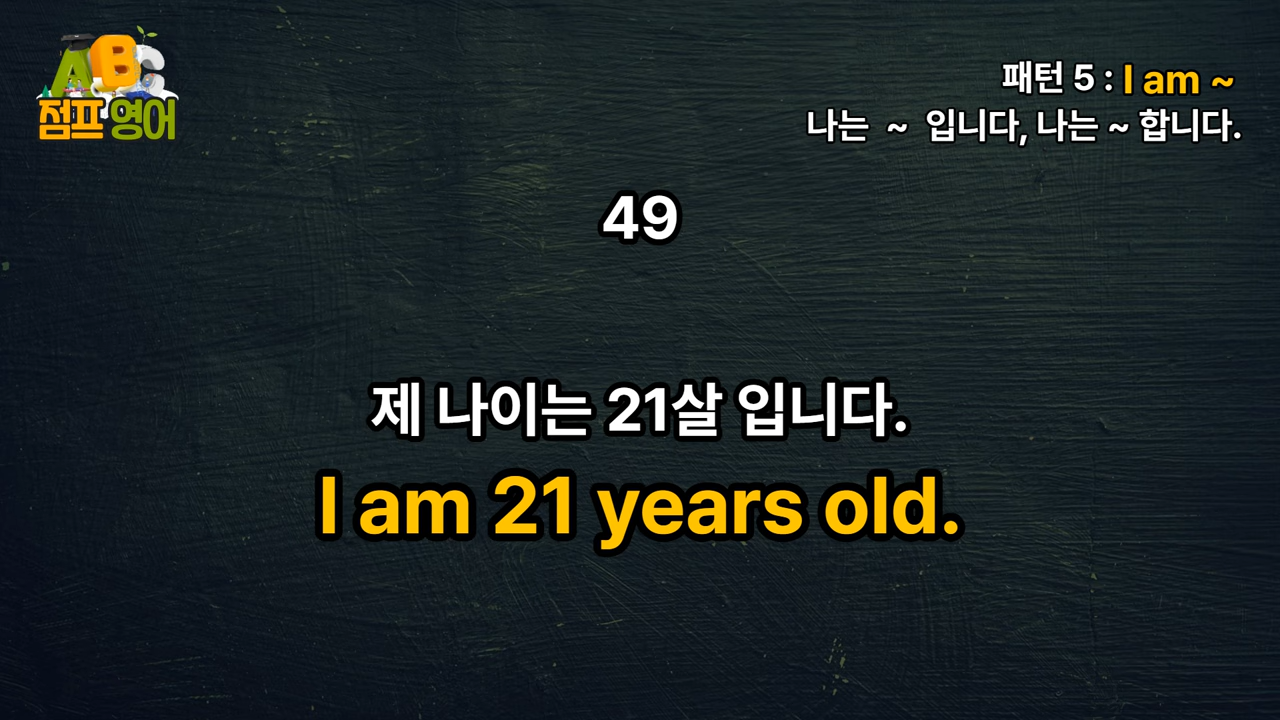 ABC
점프 영어
패턴 5 : I am ~
나는 ~ 입니다, 나는 ~ 합니다.
49
제 나이는 21살 입니다.
I am 21 years old.